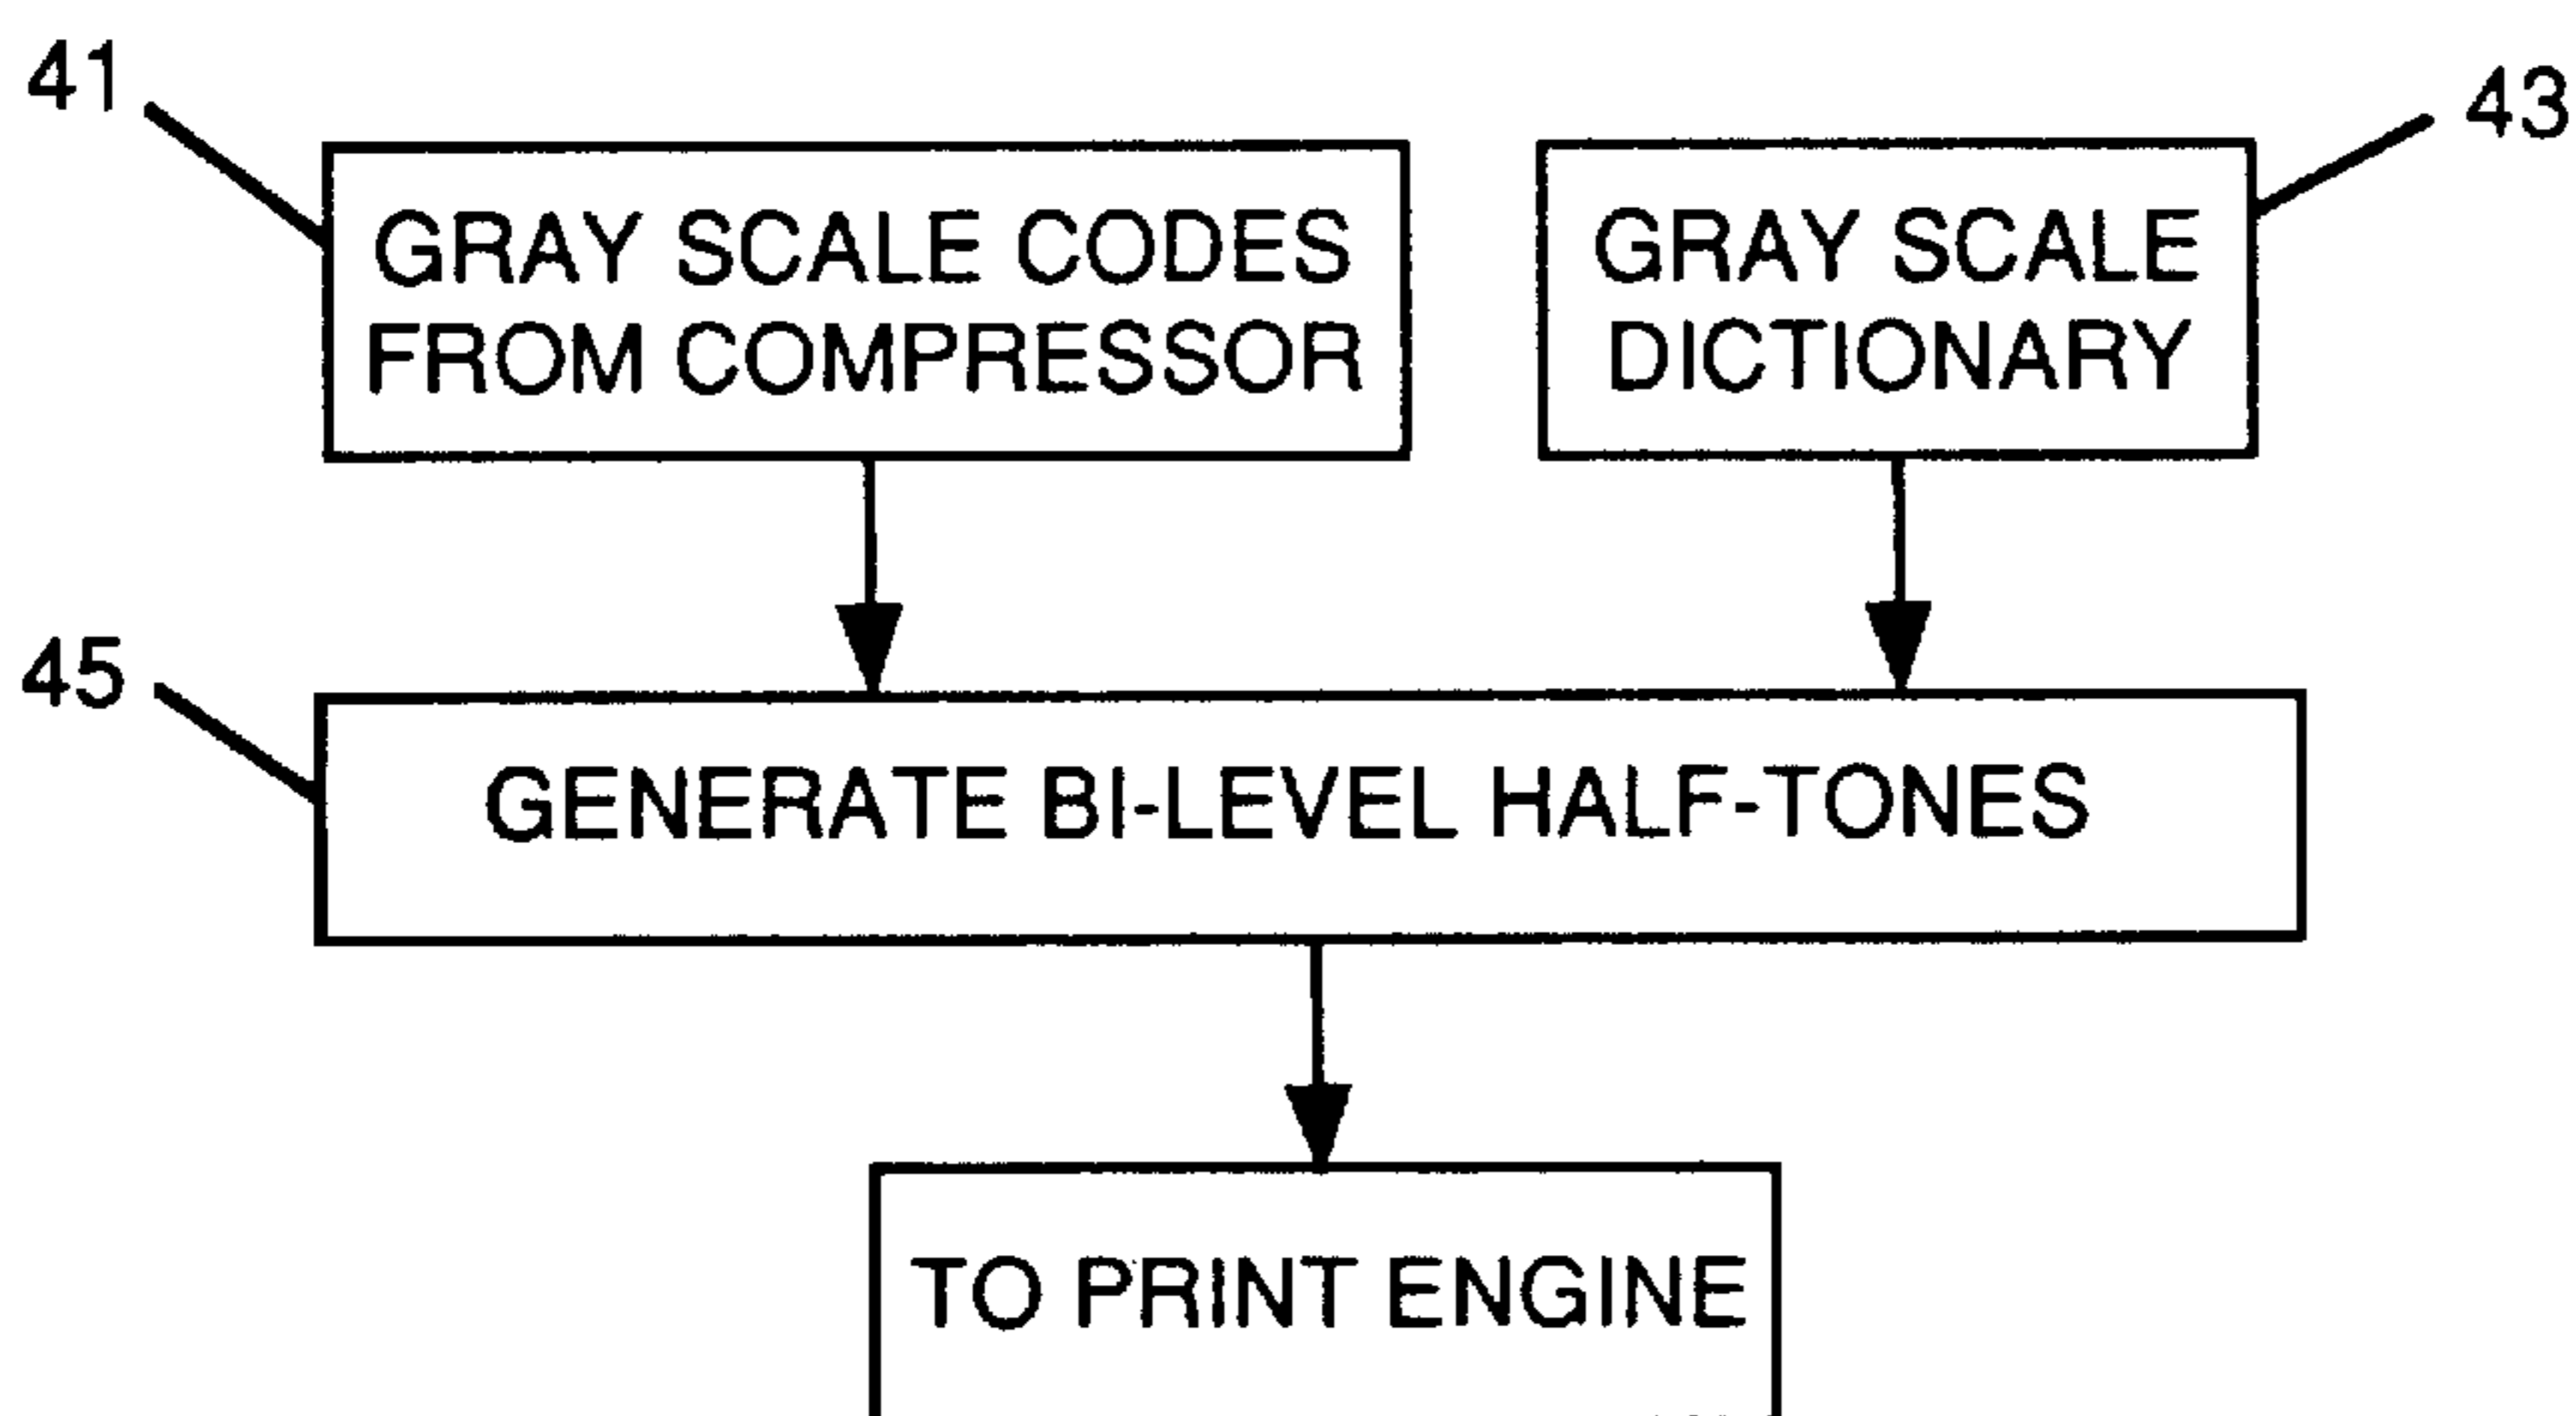 41
43
GRAY SCALE CODES
FROM COMPRESSOR
GRAY SCALE
DICTIONARY
45
GENERATE BI-LEVEL HALF-TONES
TO PRINT ENGINE